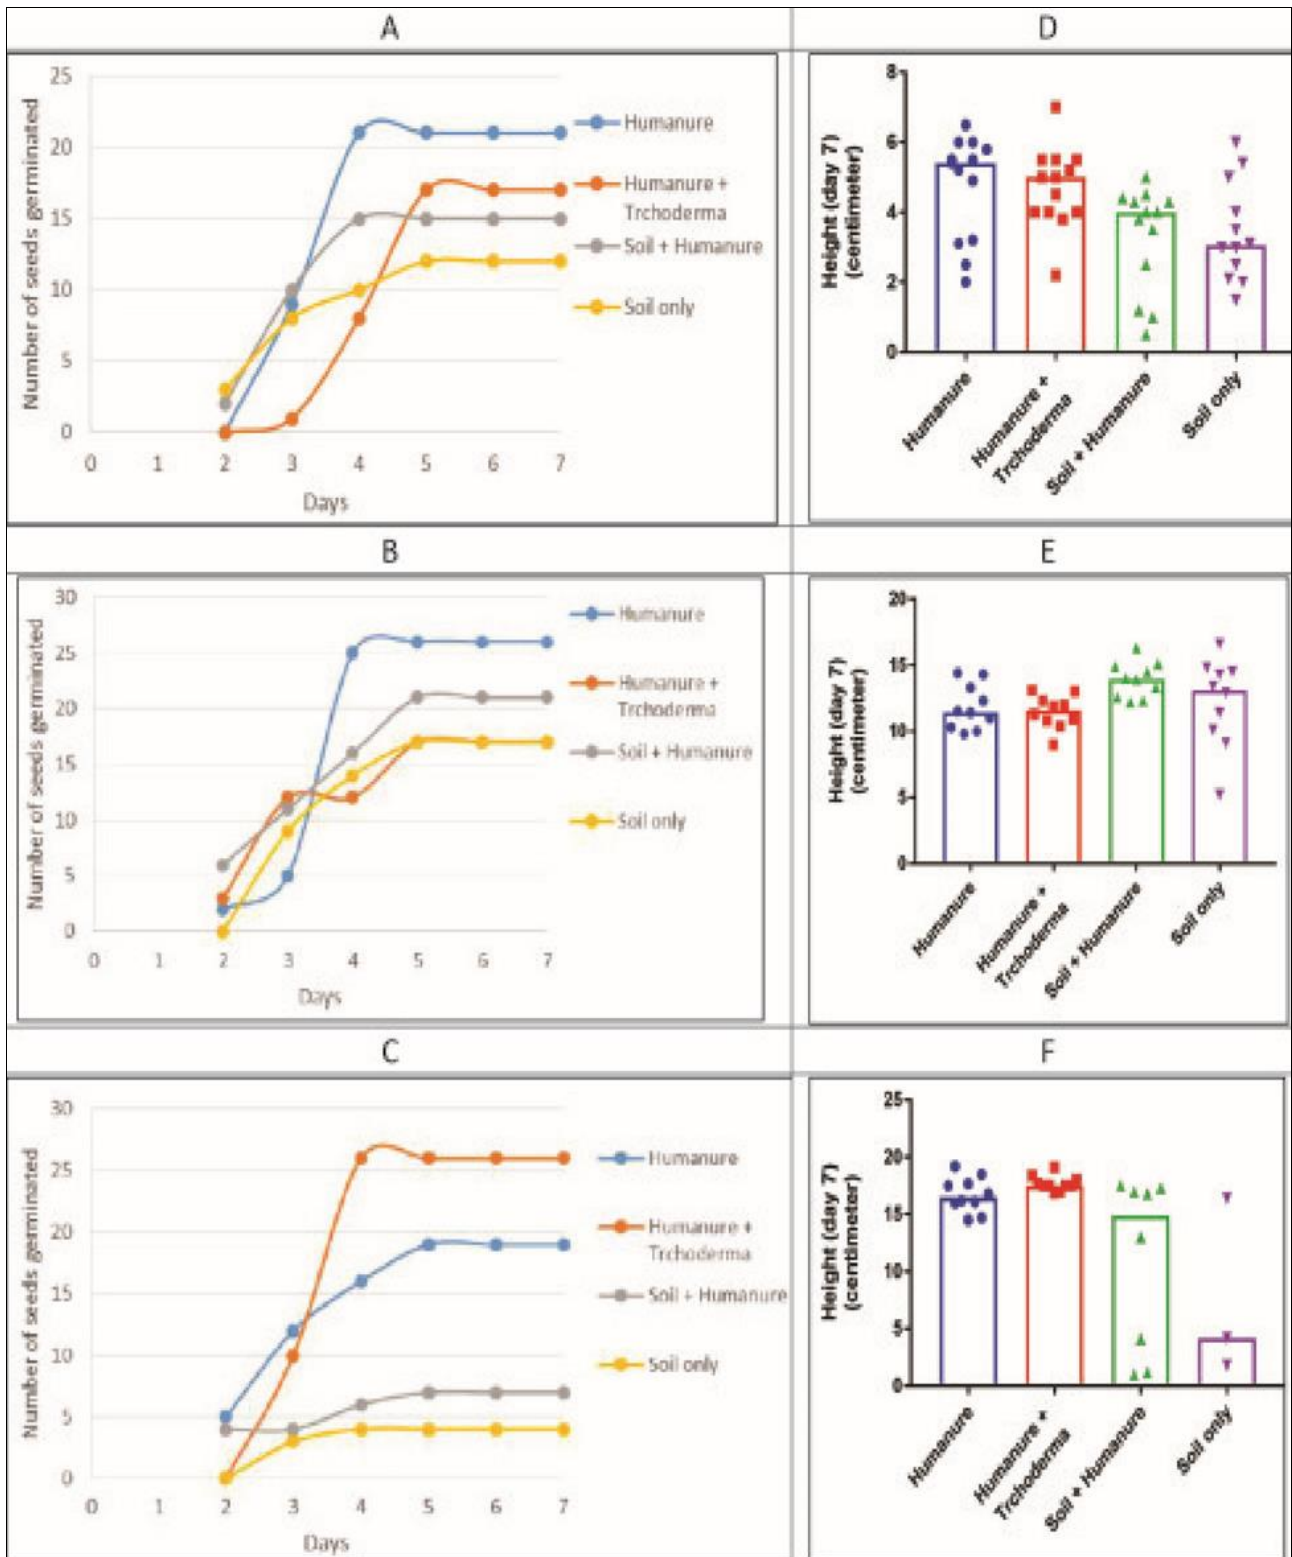 A
D
25
20
15
10
5
0
0 1 2 3 4 5 6 7
Number of seeds germinated
Days
Humanure
Humanure +
Trchoderma
Soil + Humanure
Soil only
8
6
4
2
0
Height (day 7)
(centimeter)
Humanure
Humanure +
Trchoderma
Soil + Humanure
Soil only
B
E
30
25
20
15
10
5
0
0 1 2 3 4 5 6 7
Number of seeds germinated
Days
Humanure
Humanure +
Trchoderma
Soil + Humanure
Soil only
20
15
10
5
0
Height (day 7)
(centimeter)
Humanure
Humanure +
Trchoderma
Soil + Humanure
Soil only
C
F
30
25
20
15
10
5
0
0 1 2 3 4 5 6 7
Number of seeds germinated
Days
Humanure
Humanure +
Trchoderma
Soil + Humanure
Soil only
25
20
15
10
5
0
Height (day 7)
(centimeter)
Humanure
Humanure +
Trchoderma
Soil + Humanure
Soil only